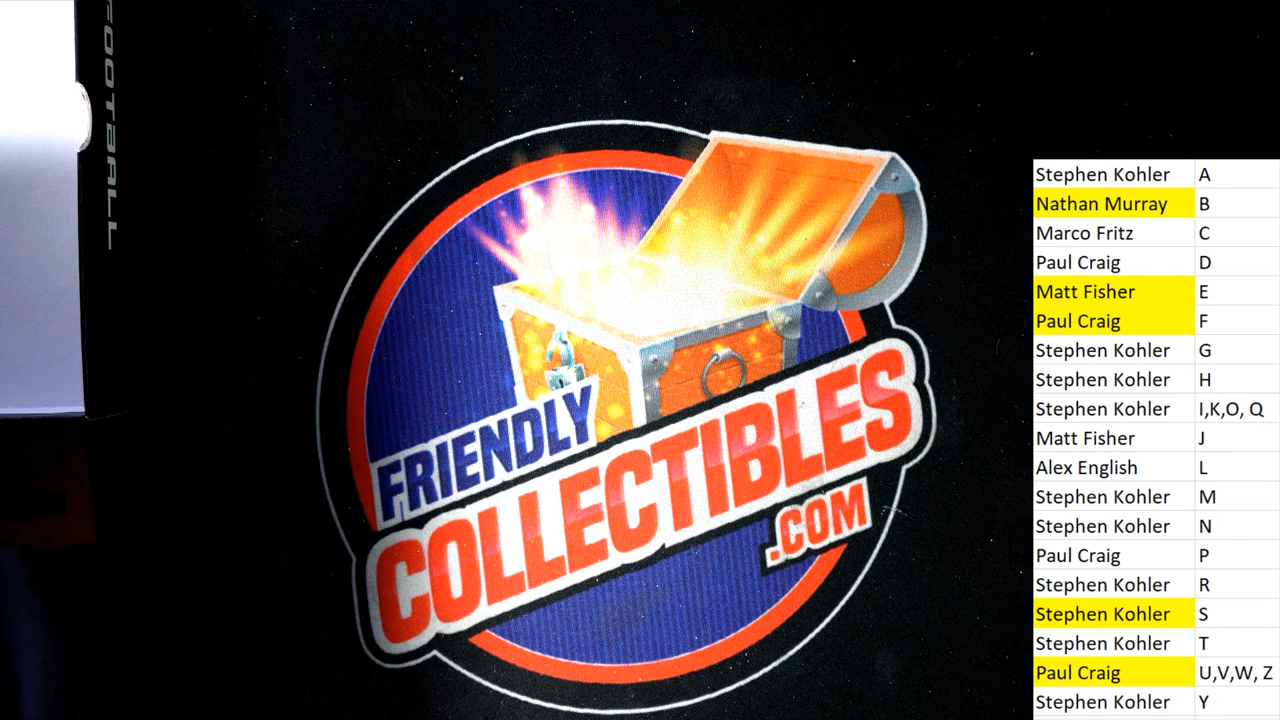 FOOTBALL
FRIENDLY
COLLECTIBLES
.COM
Stephen Kohler A
Nathan Murray B
Marco Fritz C
Paul Craig D
Matt Fisher E
Paul Craig F
Stephen Kohler G
Stephen Kohler H
Stephen Kohler I,K,O, Q
Matt Fisher J
Alex English L
Stephen Kohler M
Stephen Kohler N
Paul Craig P
Stephen Kohler R
Stephen Kohler S
Stephen Kohler T
Paul Craig U,V,W, Z
Stephen Kohler Y